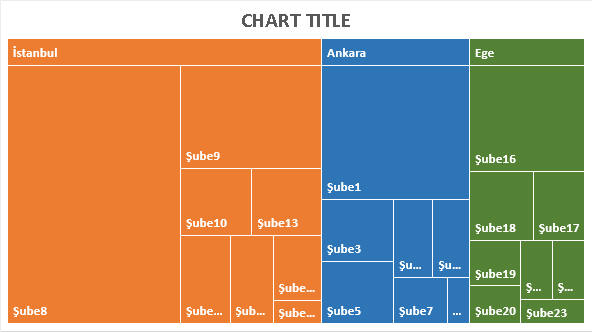 CHART TITLE
İstanbul
Ankara
Ege
Şube8
Şube9
Şube10
Şube13
Şube...
Şub...
Şube...
Şube...
Şube1
Şube3
Şube5
Şu...
Şu...
Şube7
...
Şube16
Şube18
Şube17
Şube19
Şube20
Ş...
Ş...
Şube23